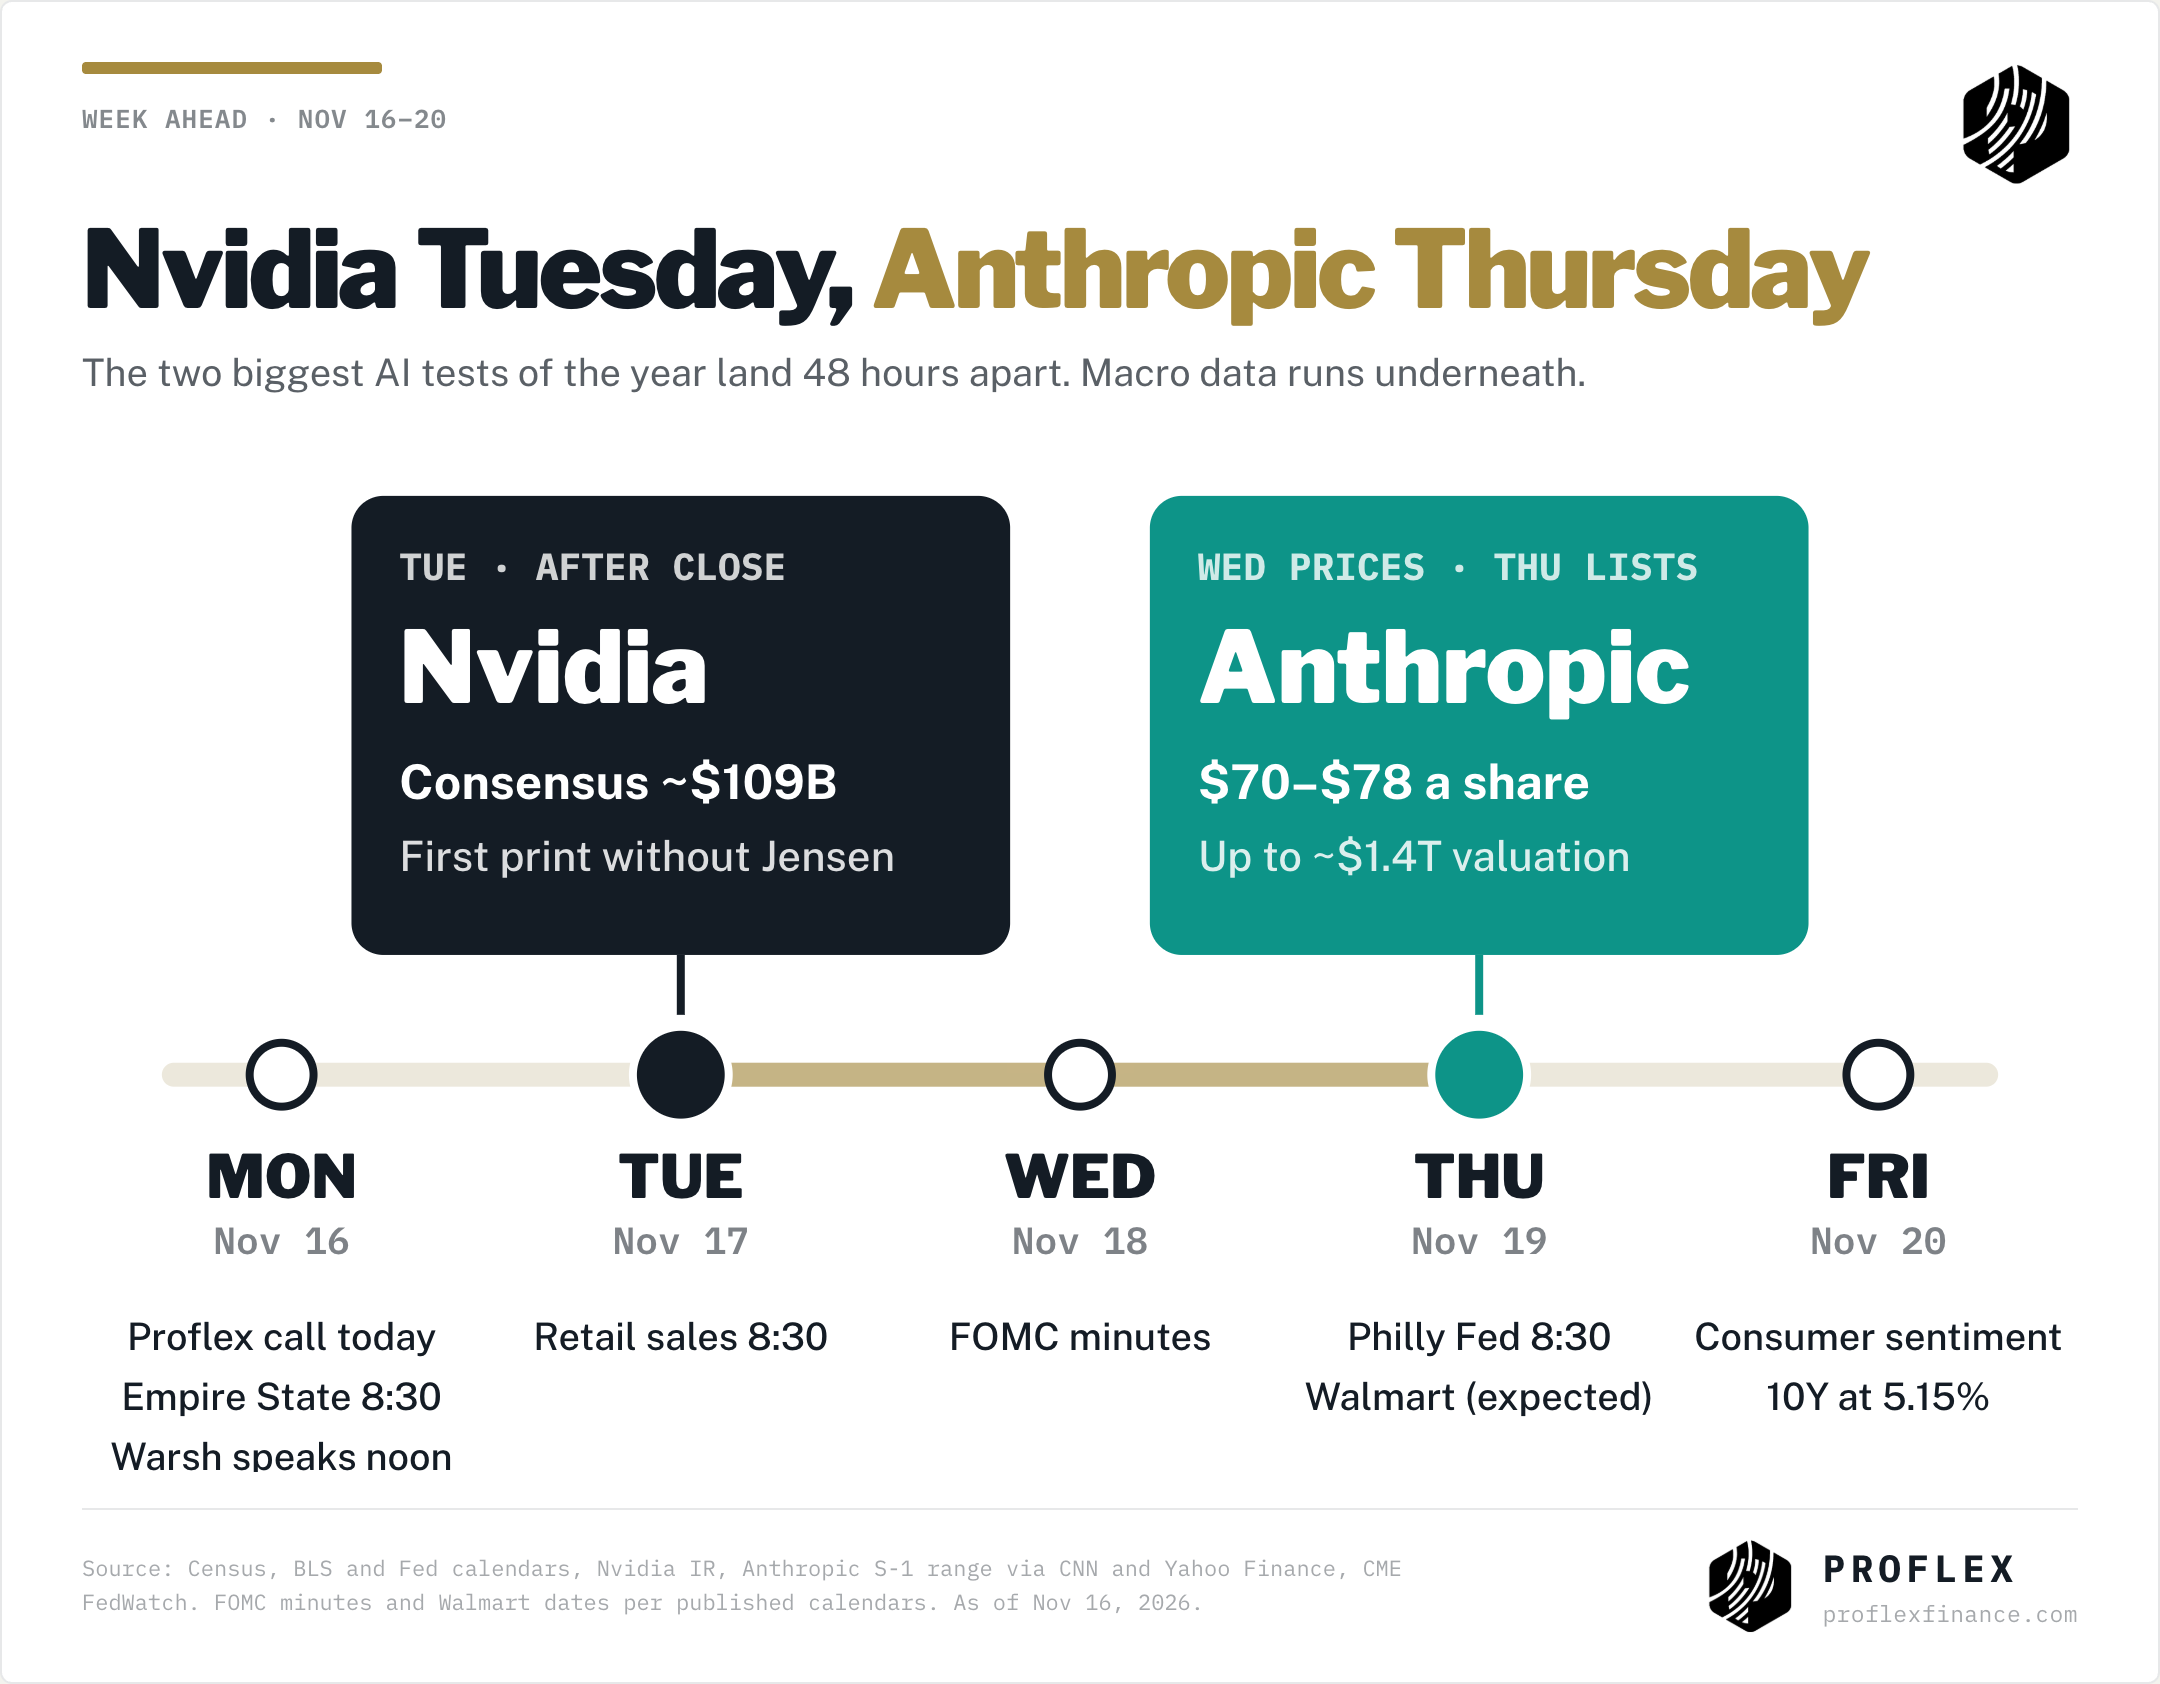 WEEK AHEAD · NOV 16–20
Nvidia Tuesday, Anthropic Thursday
The two biggest AI tests of the year land 48 hours apart. Macro data runs underneath.
TUE · AFTER CLOSE
Nvidia
Consensus ~$109B
First print without Jensen
WED PRICES · THU LISTS
Anthropic
$70–$78 a share
Up to ~$1.4T valuation
MON
Nov 16
Proflex call today
Empire State 8:30
Warsh speaks noon
TUE
Nov 17
Retail sales 8:30
WED
Nov 18
FOMC minutes
THU
Nov 19
Philly Fed 8:30
Walmart (expected)
FRI
Nov 20
Consumer sentiment
10Y at 5.15%
Source: Census, BLS and Fed calendars, Nvidia IR, Anthropic S-1 range via CNN and Yahoo Finance, CME
FedWatch. FOMC minutes and Walmart dates per published calendars. As of Nov 16, 2026.
PROFLEX
proflexfinance.com